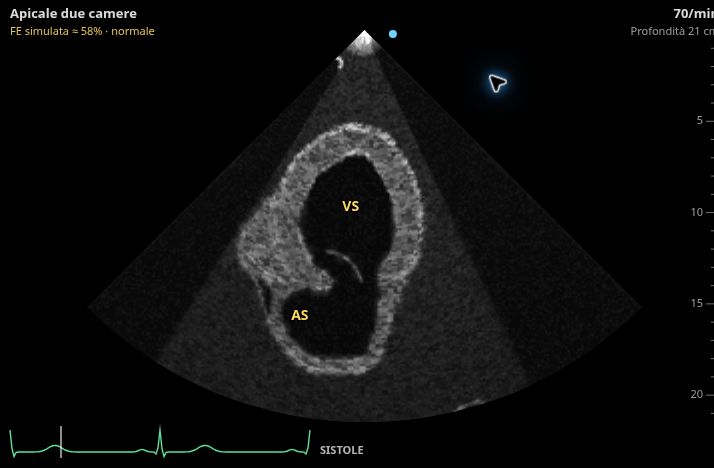 Apicale due camere
70/min
FE simulata ≈ 58% · normale
Profondità 21 cm
5
VS
10
15
AS
20
SISTOLE